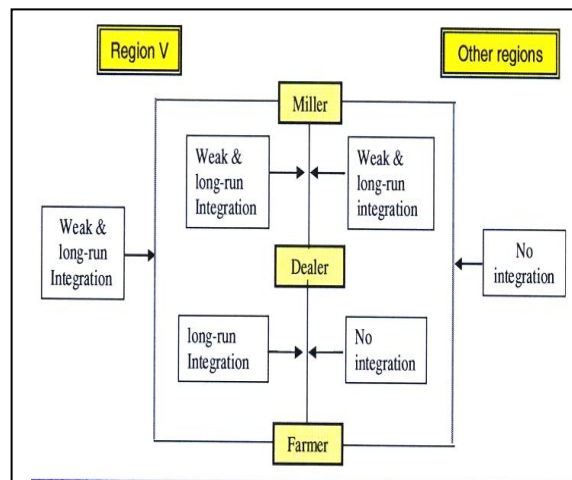 Region V
Other regions
Miller
Weak &
long-run
Integration
Weak &
long-run
integration
Weak &
long-run
Integration
No
integration
Dealer
long-run
Integration
No
integration
Farmer